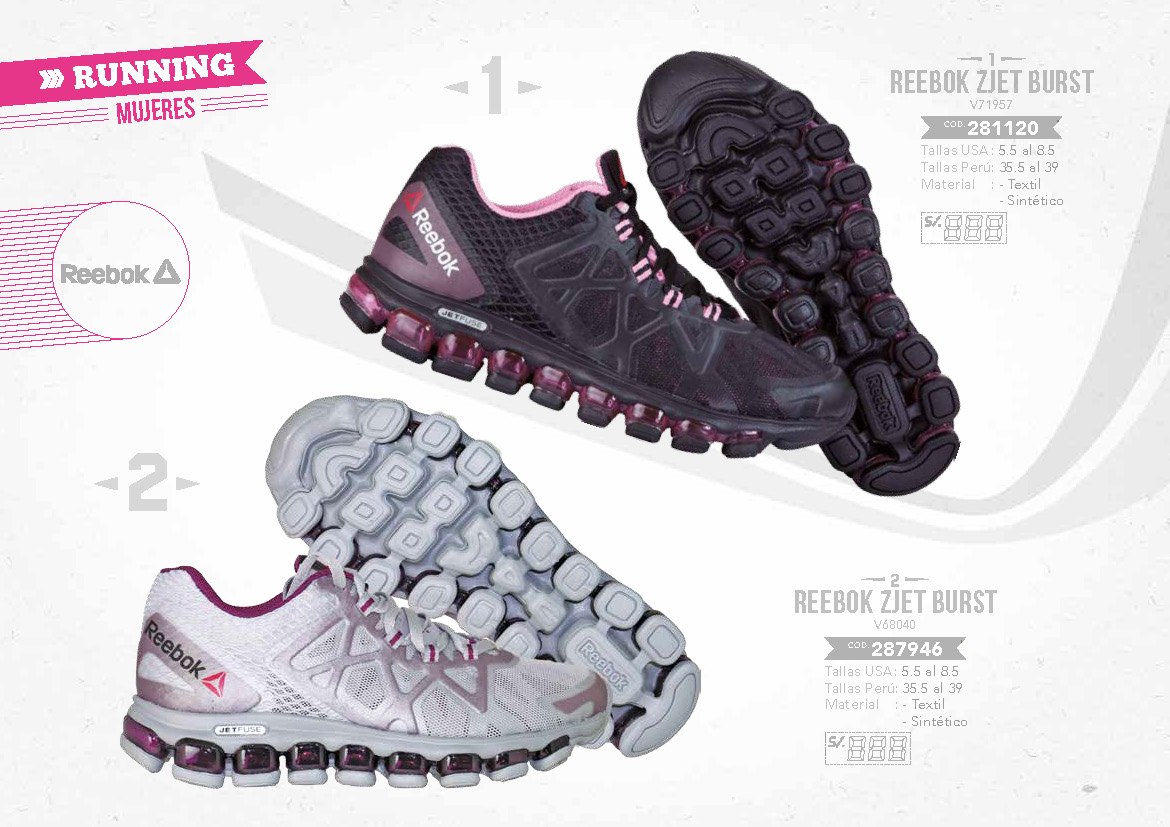 RUNNING
MUJERES
Reebok
1
Reebok
JETFUSE
Reebok
1
REEBOK ZJET BURST
V71957
COD. 281120
Tallas USA : 5.5 al 8.5
Tallas Perú: 35.5 al 39
Material : - Textil
- Sintético
S/. 888
2
Reebok
JETFUSE
Reebok
2
REEBOK ZJET BURST
V68040
COD. 287946
Tallas USA : 5.5 al 8.5
Tallas Perú: 35.5 al 39
Material : - Textil
- Sintético
S/. 888